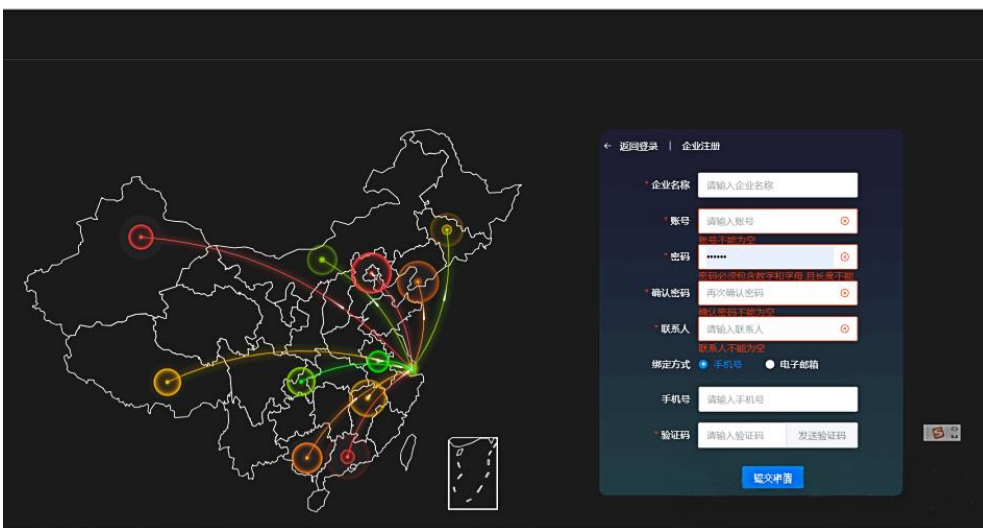 ← 返回登录 | 企业注册
* 企业名称 请输入企业名称
* 账号 请输入账号
账号不能为空
* 密码 ••••••
密码必须包含数字和字母 且长度不能
* 确认密码 再次确认密码
确认密码不能为空
* 联系人 请输入联系人
联系人不能为空
绑定方式 手机号 电子邮箱
手机号 请输入手机号
* 验证码 请输入验证码 发送验证码
提交申请